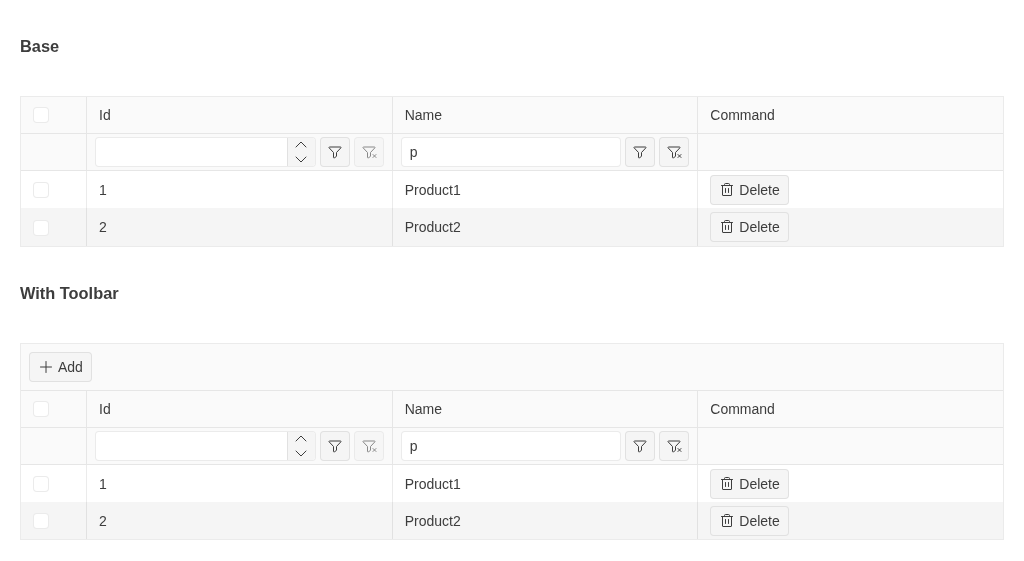 Base
Id Name Command
p
1 Product1 Delete
2 Product2 Delete
With Toolbar
Add
Id Name Command
p
1 Product1 Delete
2 Product2 Delete